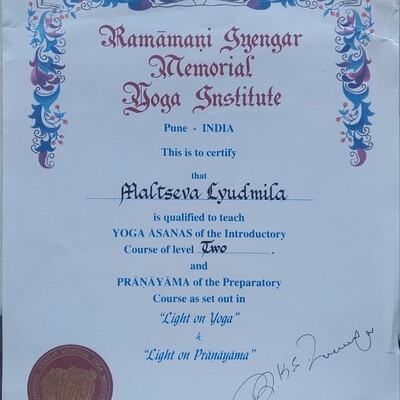 Ramāmaṇi Iyengar
Memorial
Yoga Institute
Pune - INDIA
This is to certify
that
Maltseva Lyudmila
is qualified to teach
YOGA ĀSANAS of the Introductory
Course of level Two .
and
PRĀṆĀYĀMA of the Preparatory
Course as set out in
"Light on Yoga"
&
"Light on Prāṇāyāma"